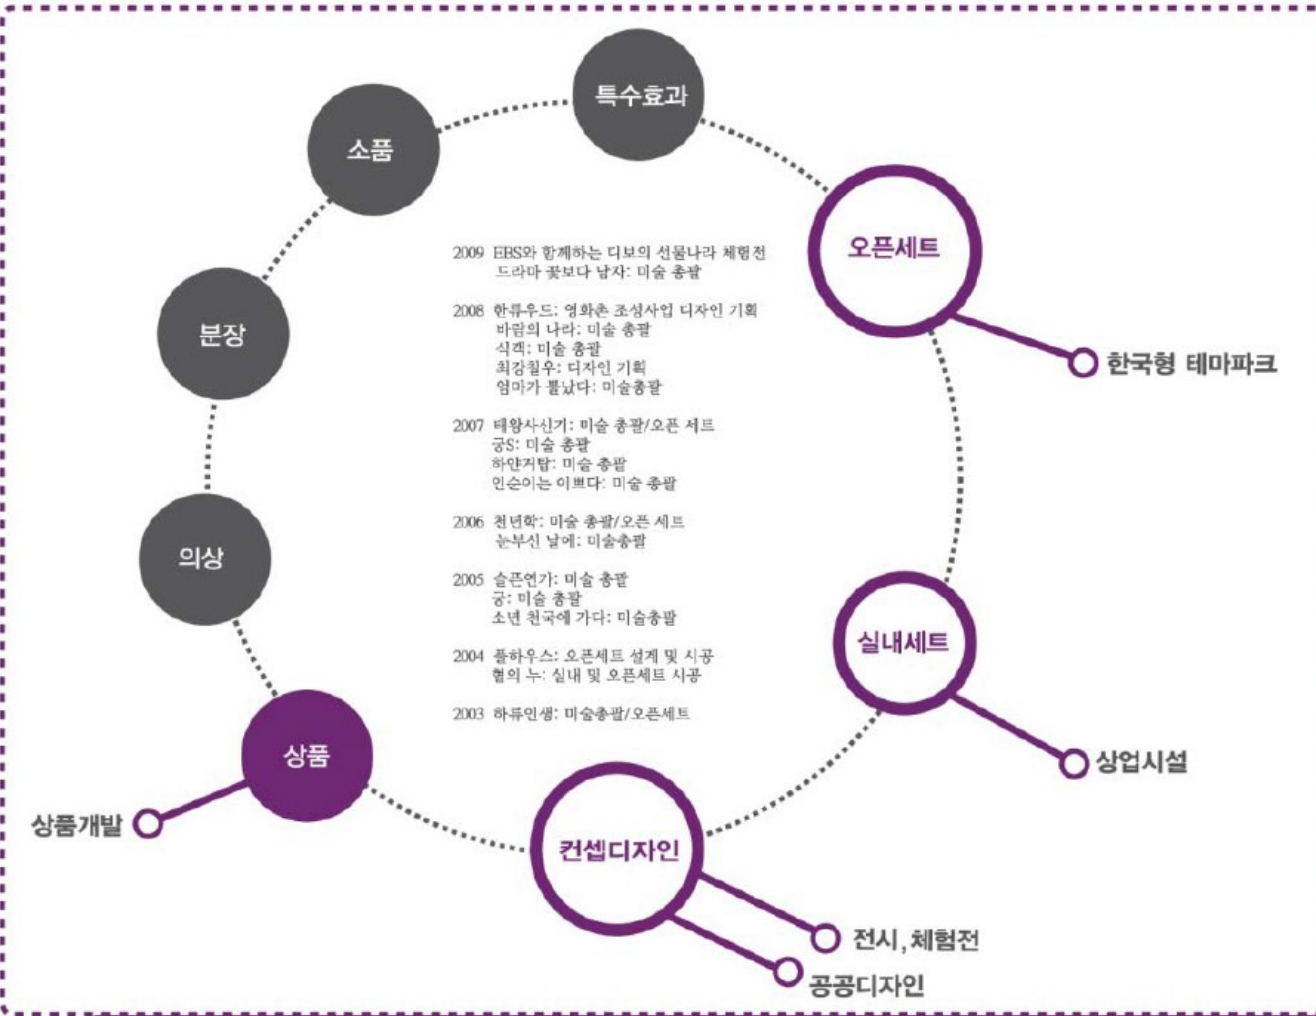 특수효과
소품
오픈세트
분장
한국형 테마파크
2009 EBS와 함께하는 디보의 선물나라 체험전
드라마 꽃보다 남자: 미술 총괄
2008 한류우드: 영화촌 조성사업 디자인 기획
바람의 나라: 미술 총괄
식객: 미술 총괄
최강칠우: 디자인 기획
엄마가 뿔났다: 미술총괄
2007 태왕사신기: 미술 총괄/오픈 세트
궁S: 미술 총괄
하얀거탑: 미술 총괄
인순이는 이쁘다: 미술 총괄
2006 천년학: 미술 총괄/오픈 세트
눈부신 날에: 미술총괄
2005 슬픈연가: 미술 총괄
궁: 미술 총괄
소년 천국에 가다: 미술총괄
2004 풀하우스: 오픈세트 설계 및 시공
혈의 누: 실내 및 오픈세트 시공
2003 하류인생: 미술총괄/오픈세트
의상
실내세트
상품
상업시설
상품개발
컨셉디자인
전시, 체험전
공공디자인